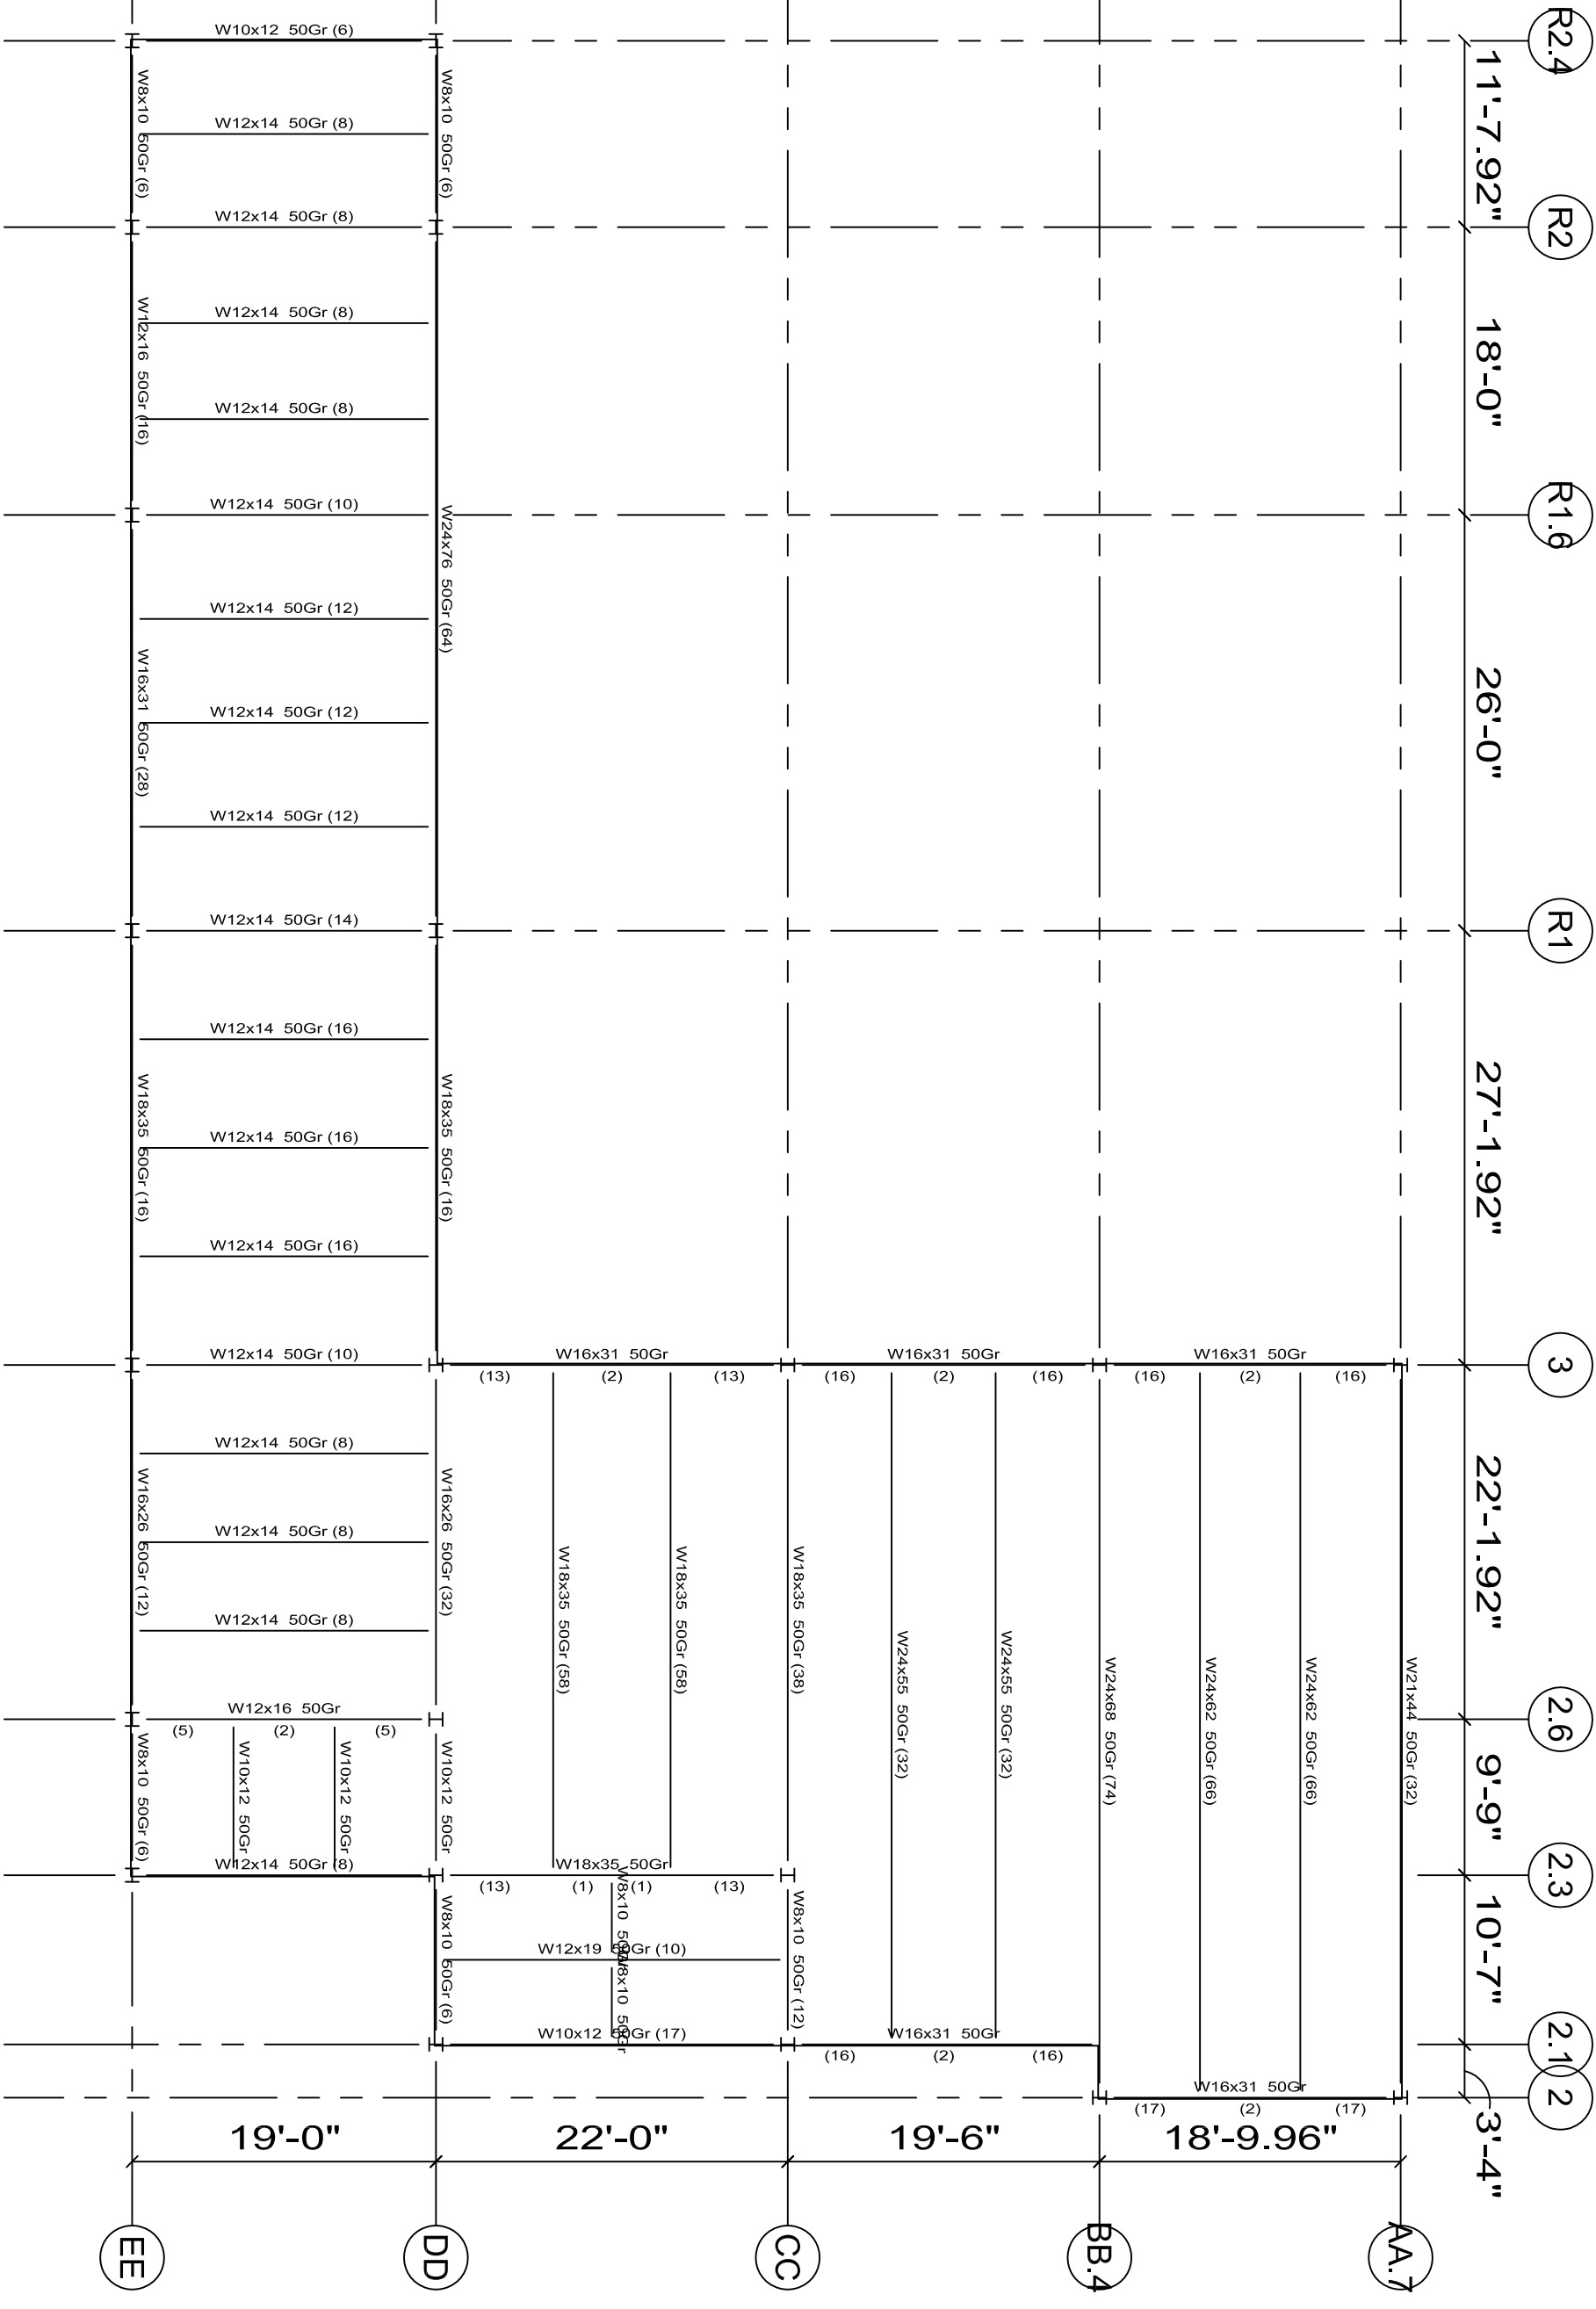 W10x12 50Gr (6)
R2.4
W8x10 50Gr (6)
W8x10 50Gr (6)
11'-7.92"
W12x14 50Gr (8)
W12x14 50Gr (8)
R2
W12x14 50Gr (8)
W12x16 50Gr (16)
18'-0"
W12x14 50Gr (8)
W12x14 50Gr (10)
R1.6
W24x76 50Gr (64)
W12x14 50Gr (12)
W16x31 50Gr (28)
26'-0"
W12x14 50Gr (12)
W12x14 50Gr (12)
W12x14 50Gr (14)
R1
W12x14 50Gr (16)
W18x35 50Gr (16)
W18x35 50Gr (16)
27'-1.92"
W12x14 50Gr (16)
W12x14 50Gr (16)
W12x14 50Gr (10)
W16x31 50Gr
W16x31 50Gr
W16x31 50Gr
3
(13) (2) (13)
(16) (2) (16)
(16) (2) (16)
W12x14 50Gr (8)
W16x26 50Gr (12)
W16x26 50Gr (32)
22'-1.92"
W12x14 50Gr (8)
W18x35 50Gr (58)
W18x35 50Gr (58)
W18x35 50Gr (38)
W12x14 50Gr (8)
W24x55 50Gr (32)
W24x55 50Gr (32)
W24x68 50Gr (74)
W24x62 50Gr (66)
W24x62 50Gr (66)
W21x44 50Gr (32)
W12x16 50Gr
2.6
(5) (2) (5)
W8x10 50Gr (6)
W10x12 50Gr
W10x12 50Gr
W10x12 50Gr
9'-9"
W12x14 50Gr (8)
W18x35 50Gr
2.3
(13) (1) (1) (13)
W8x10 50Gr (6)
W8x10 50Gr
W8x10 50Gr (12)
10'-7"
W12x19 50Gr (10)
W8x10 50Gr
W10x12 50Gr (17)
W16x31 50Gr
2.1
(16) (2) (16)
W16x31 50Gr
2
(17) (2) (17)
3'-4"
19'-0"
22'-0"
19'-6"
18'-9.96"
EE
DD
CC
BB.4
AA.7